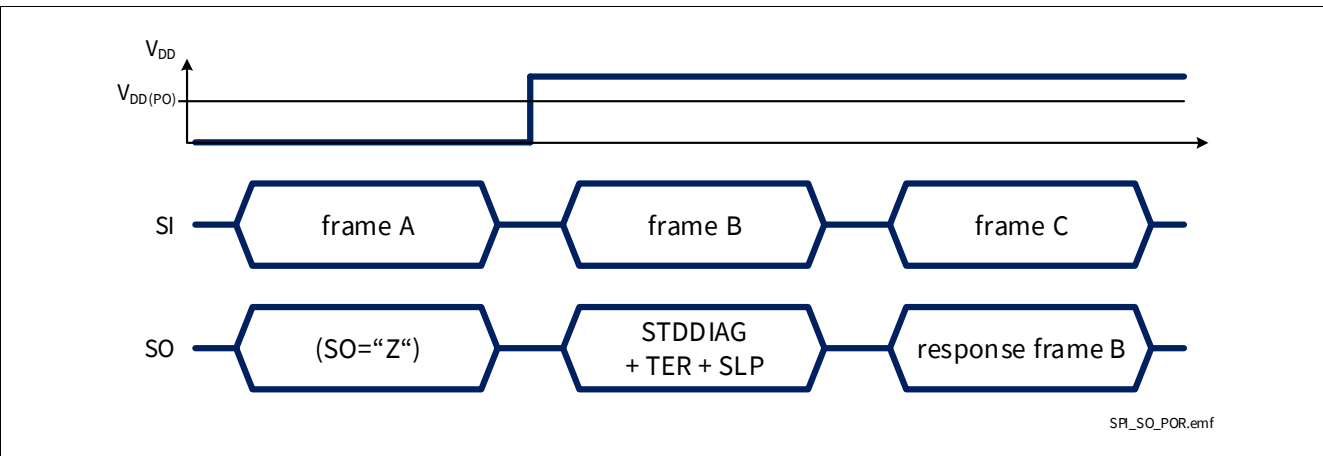 VDD
VDD(PO)
SI
frame A
frame B
frame C
SO
(SO=“Z“)
STDDIAG
+ TER + SLP
response frame B
SPI_SO_POR.emf